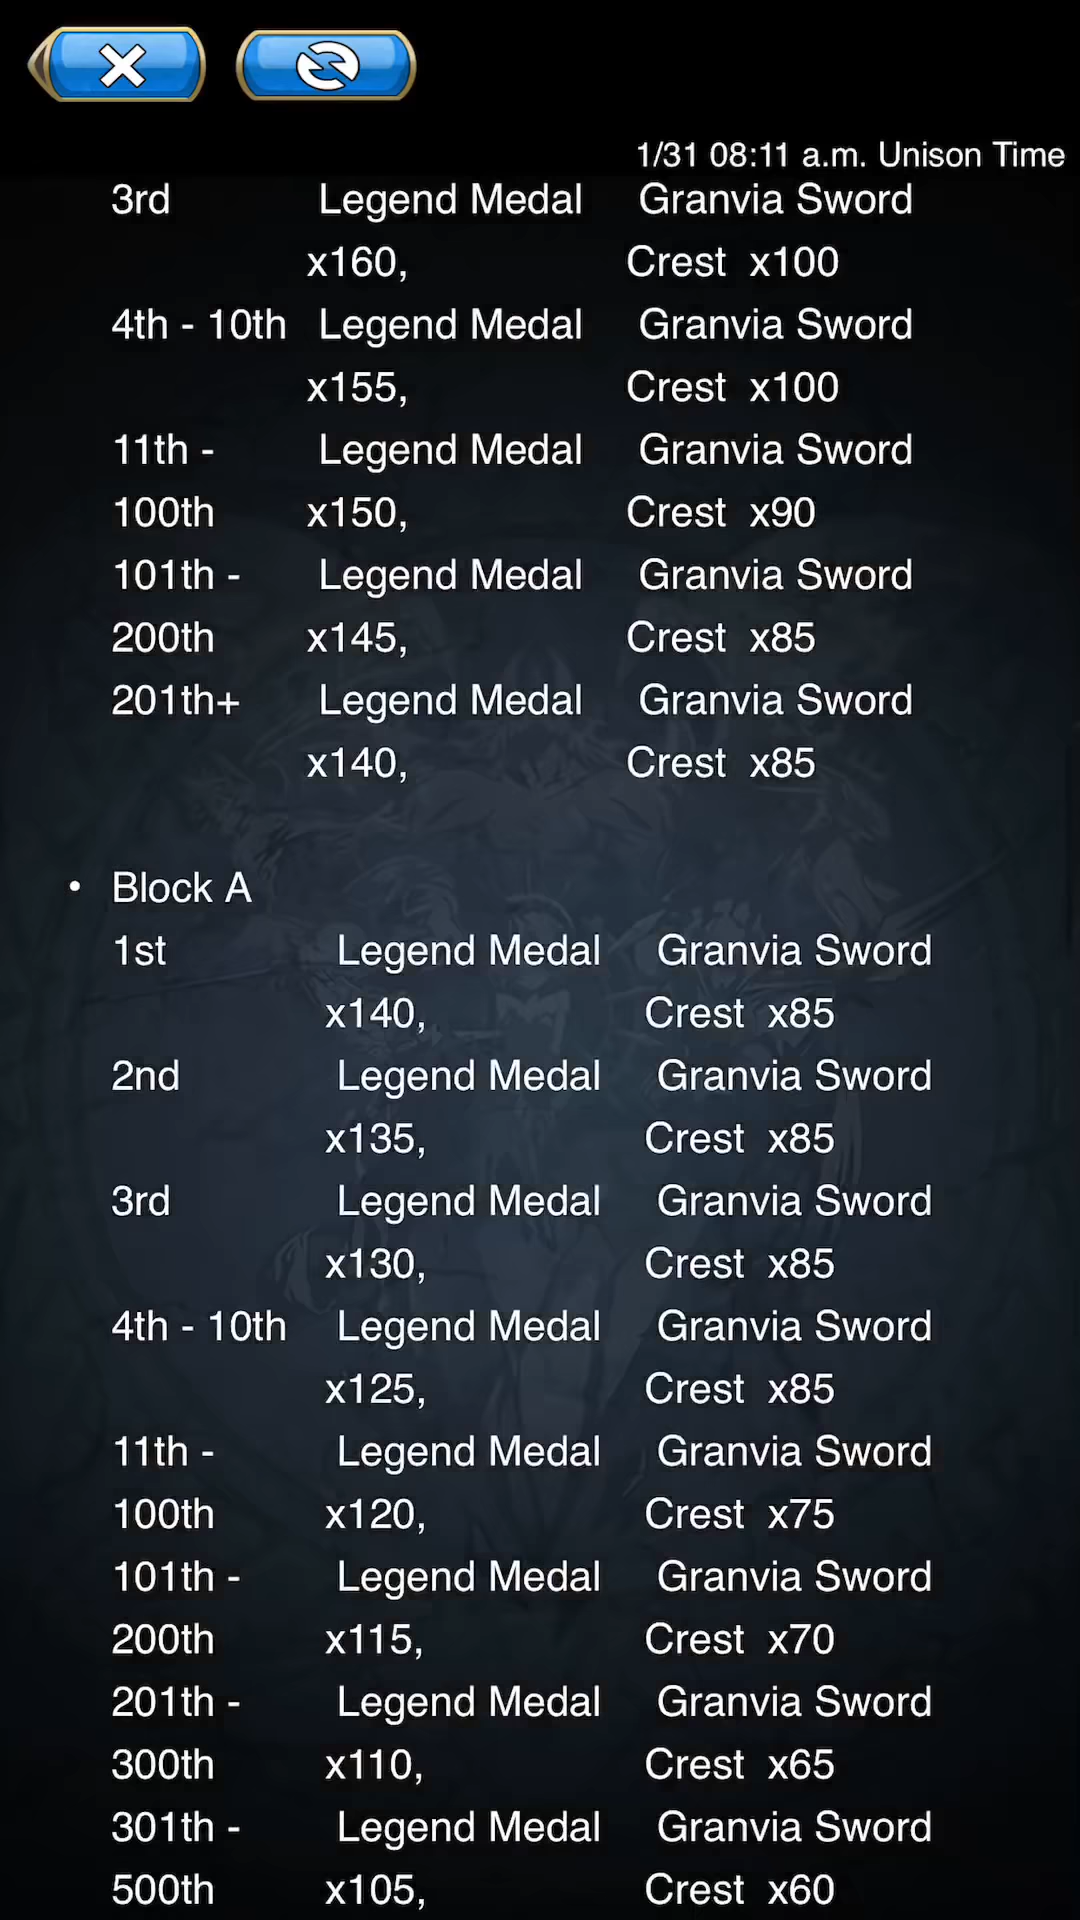 1/31 08:11 a.m. Unison Time
3rd Legend Medal Granvia Sword
x160, Crest x100
4th - 10th Legend Medal Granvia Sword
x155, Crest x100
11th - Legend Medal Granvia Sword
100th x150, Crest x90
101th - Legend Medal Granvia Sword
200th x145, Crest x85
201th+ Legend Medal Granvia Sword
x140, Crest x85
• Block A
1st Legend Medal Granvia Sword
x140, Crest x85
2nd Legend Medal Granvia Sword
x135, Crest x85
3rd Legend Medal Granvia Sword
x130, Crest x85
4th - 10th Legend Medal Granvia Sword
x125, Crest x85
11th - Legend Medal Granvia Sword
100th x120, Crest x75
101th - Legend Medal Granvia Sword
200th x115, Crest x70
201th - Legend Medal Granvia Sword
300th x110, Crest x65
301th - Legend Medal Granvia Sword
500th x105, Crest x60